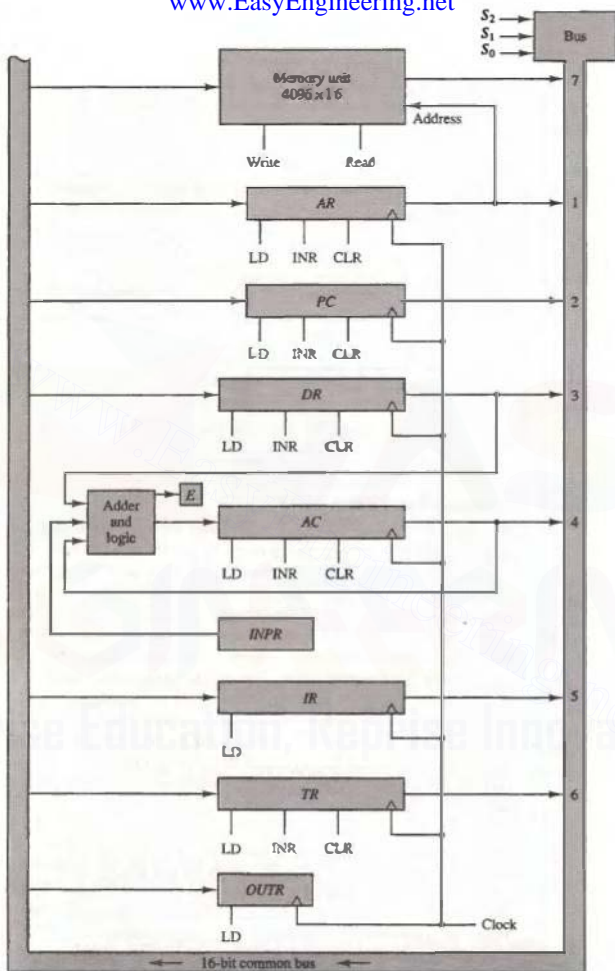 www.EasyEngineering.net
S2
S1
S0
Bus
Memory unit
4096 × 16
7
Address
Write
Read
AR
1
LD
INR
CLR
PC
2
LD
INR
CLR
DR
3
LD
INR
CLR
Adder
and
logic
E
AC
4
LD
INR
CLR
INPR
IR
5
LD
TR
6
LD
INR
CLR
OUTR
LD
Clock
16-bit common bus